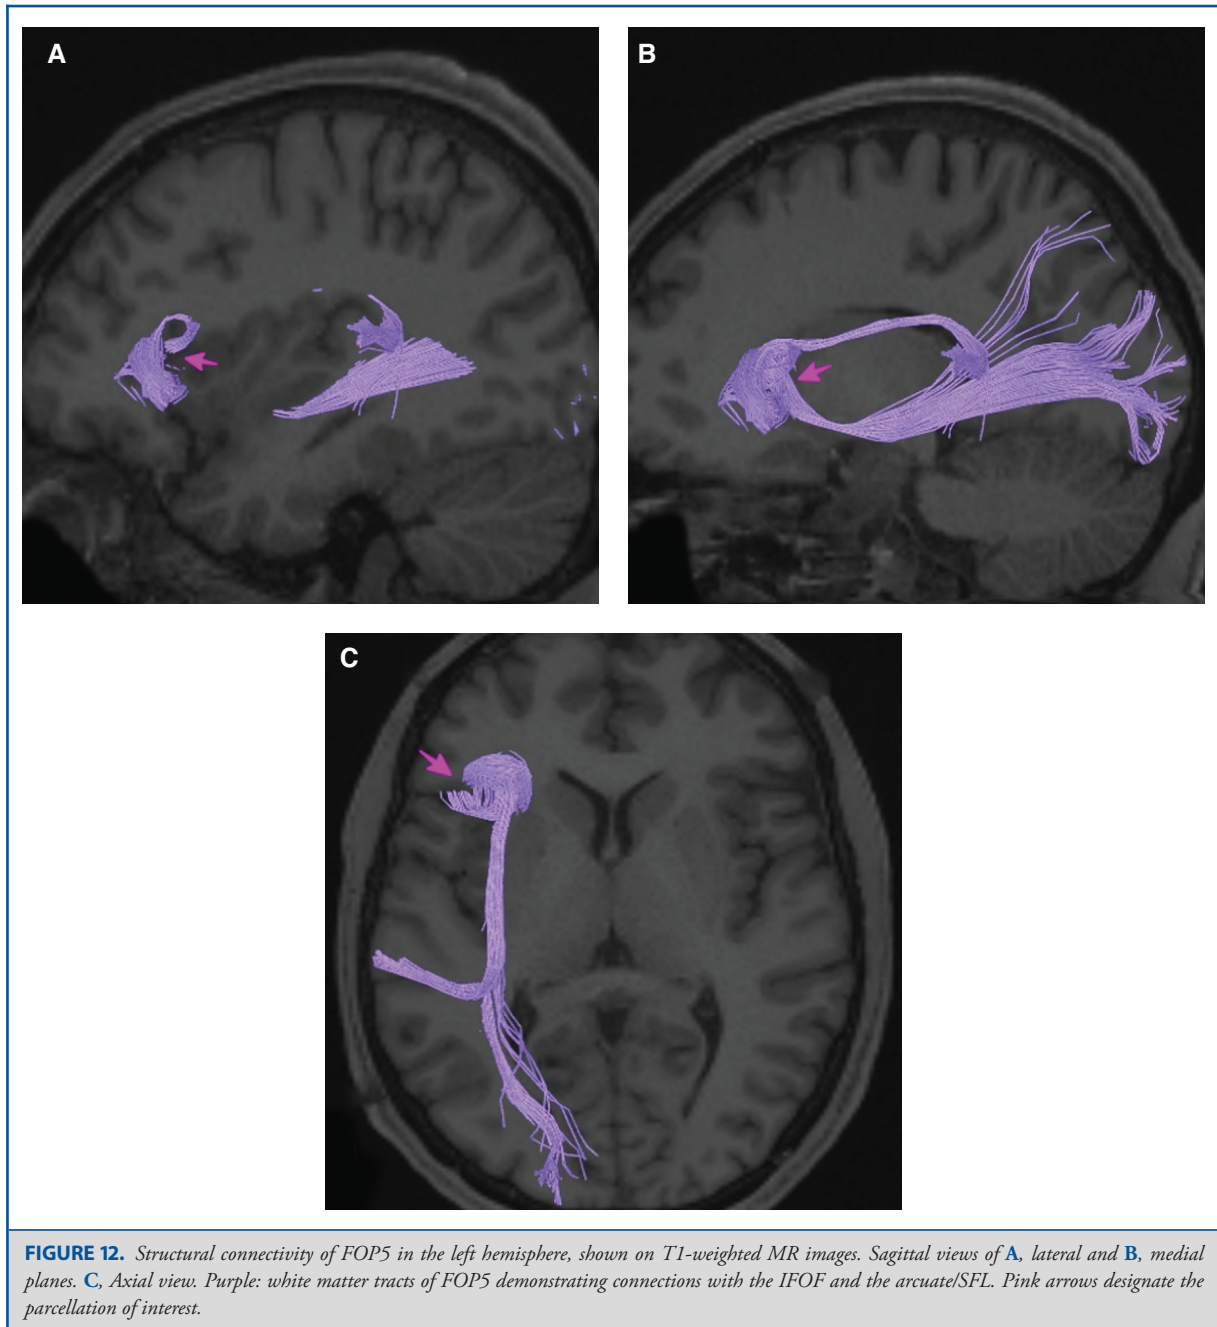 A
B
C
FIGURE 12. Structural connectivity of FOP5 in the left hemisphere, shown on T1-weighted MR images. Sagittal views of A, lateral and B, medial
planes. C, Axial view. Purple: white matter tracts of FOP5 demonstrating connections with the IFOF and the arcuate/SFL. Pink arrows designate the
parcellation of interest.